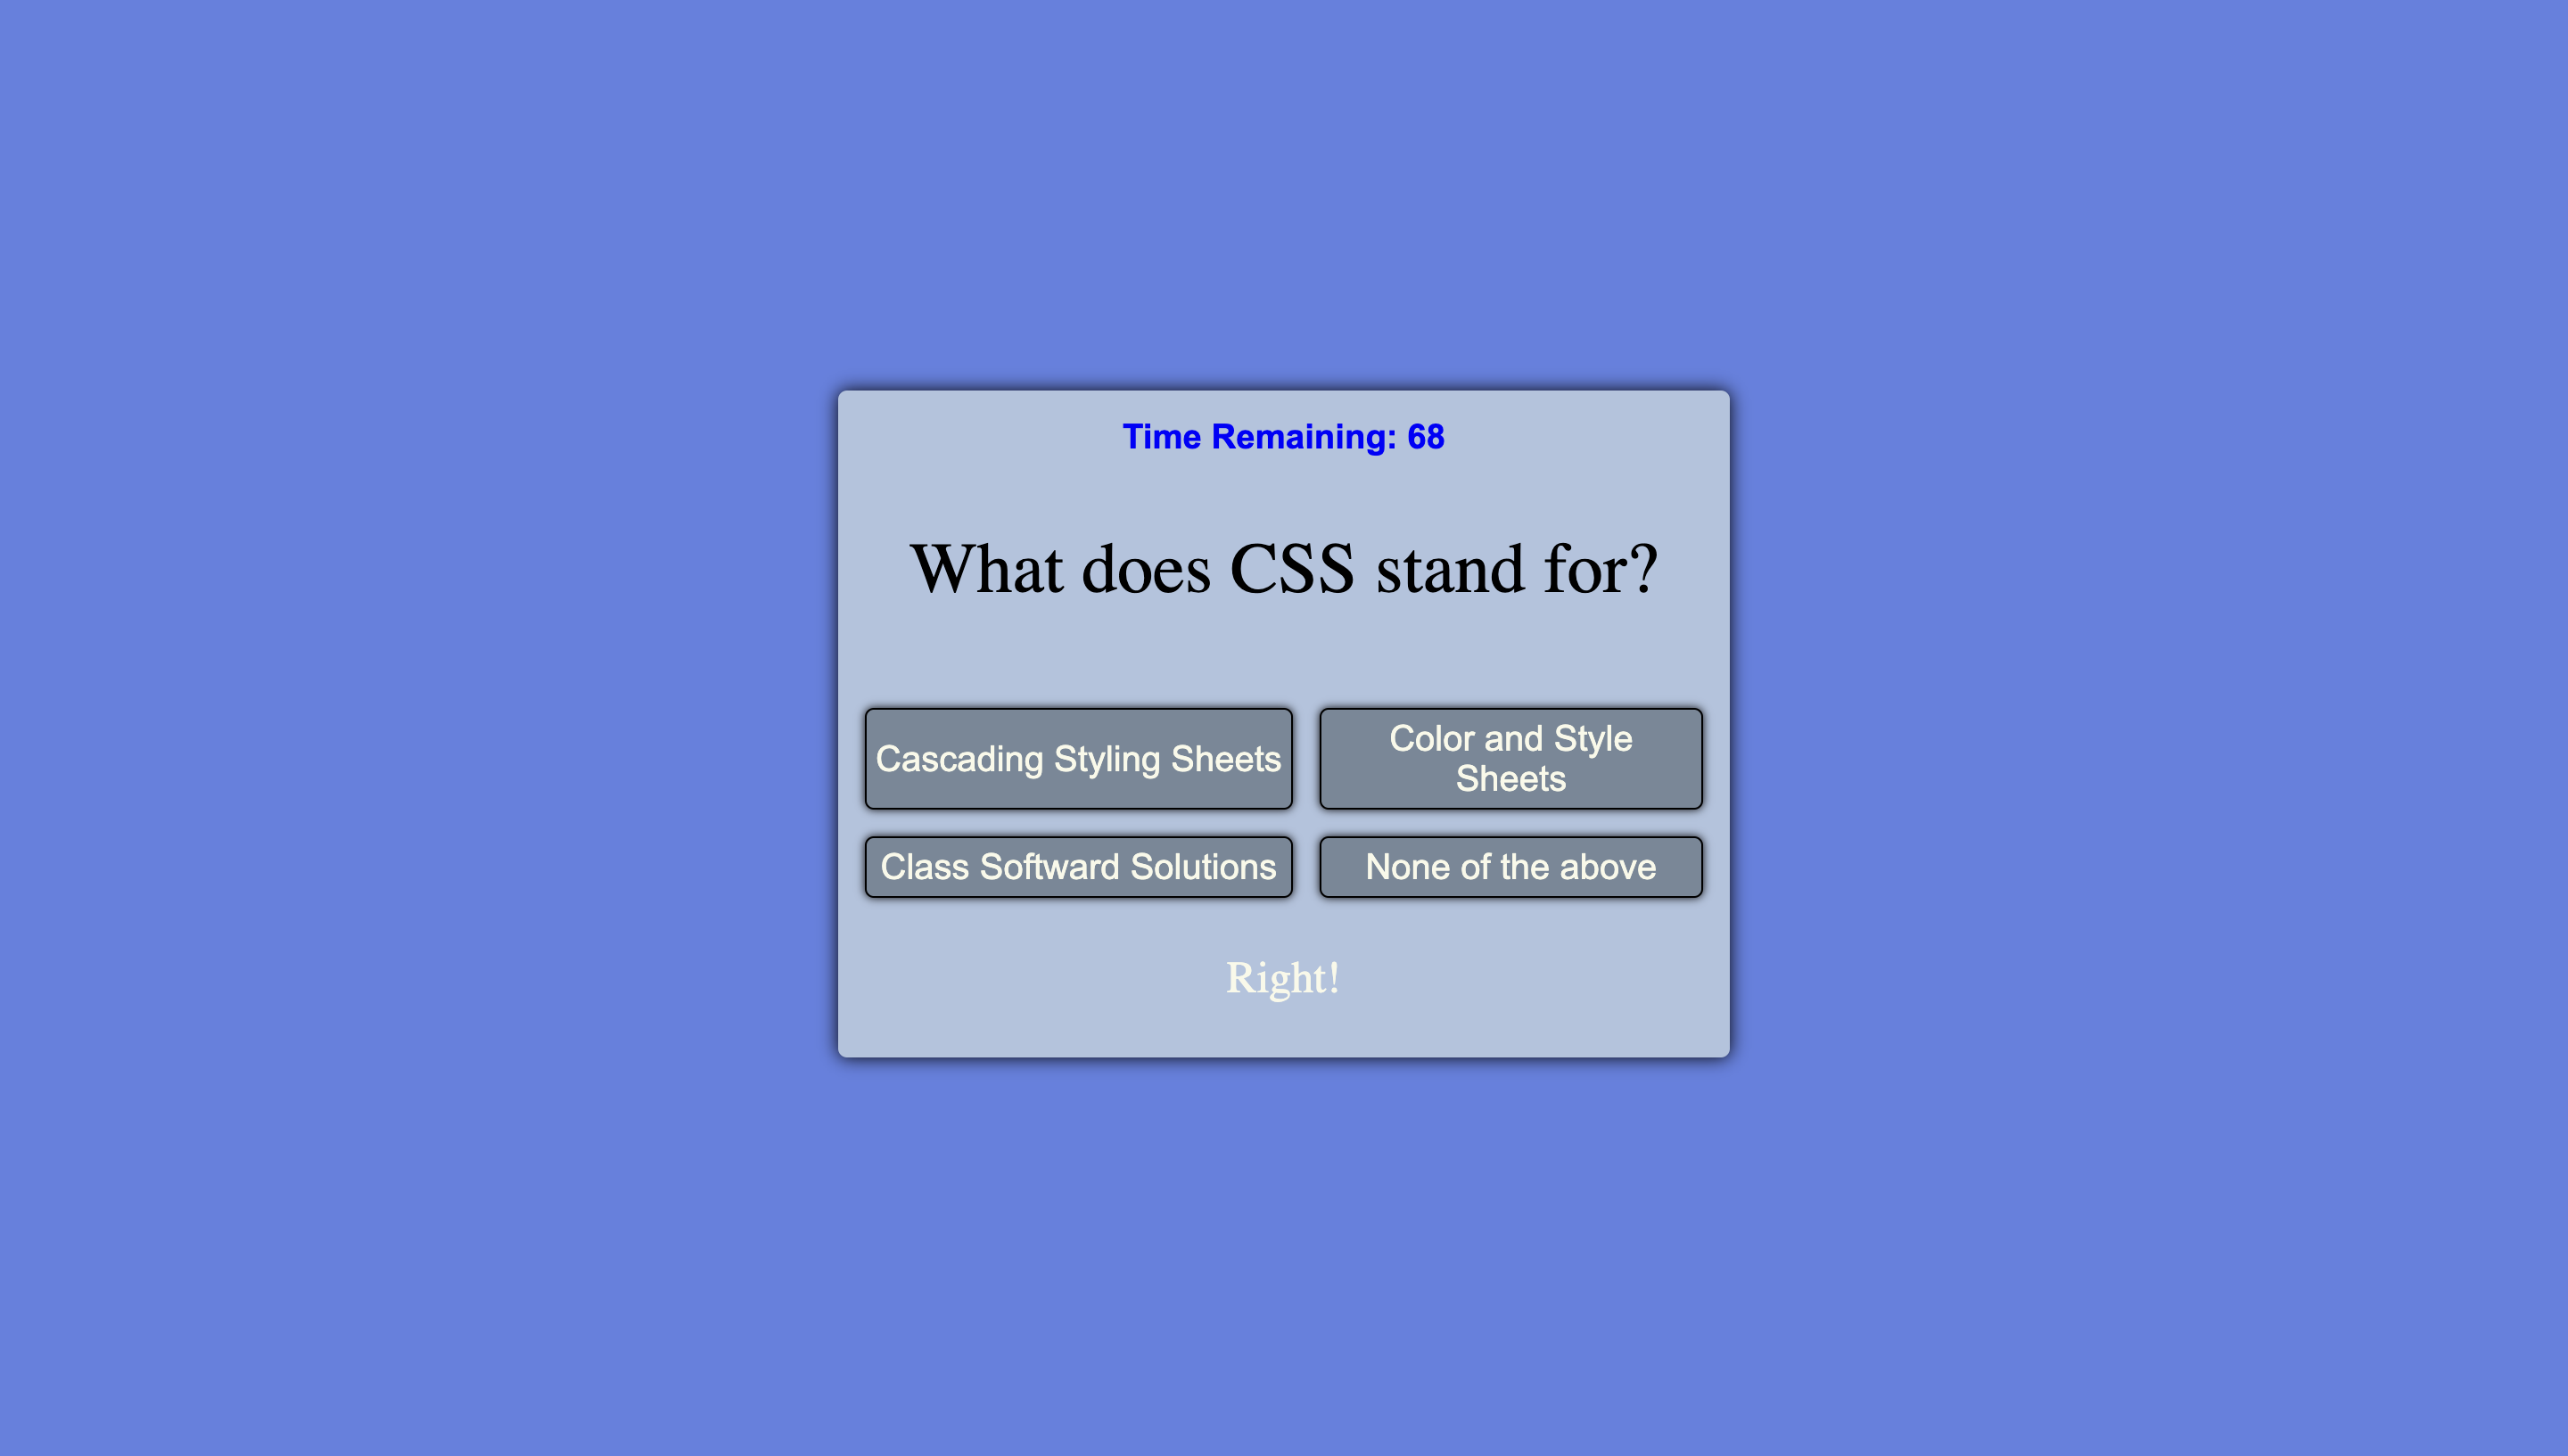 Time Remaining: 68
What does CSS stand for?
Cascading Styling Sheets
Color and Style
Sheets
Class Softward Solutions
None of the above
Right!